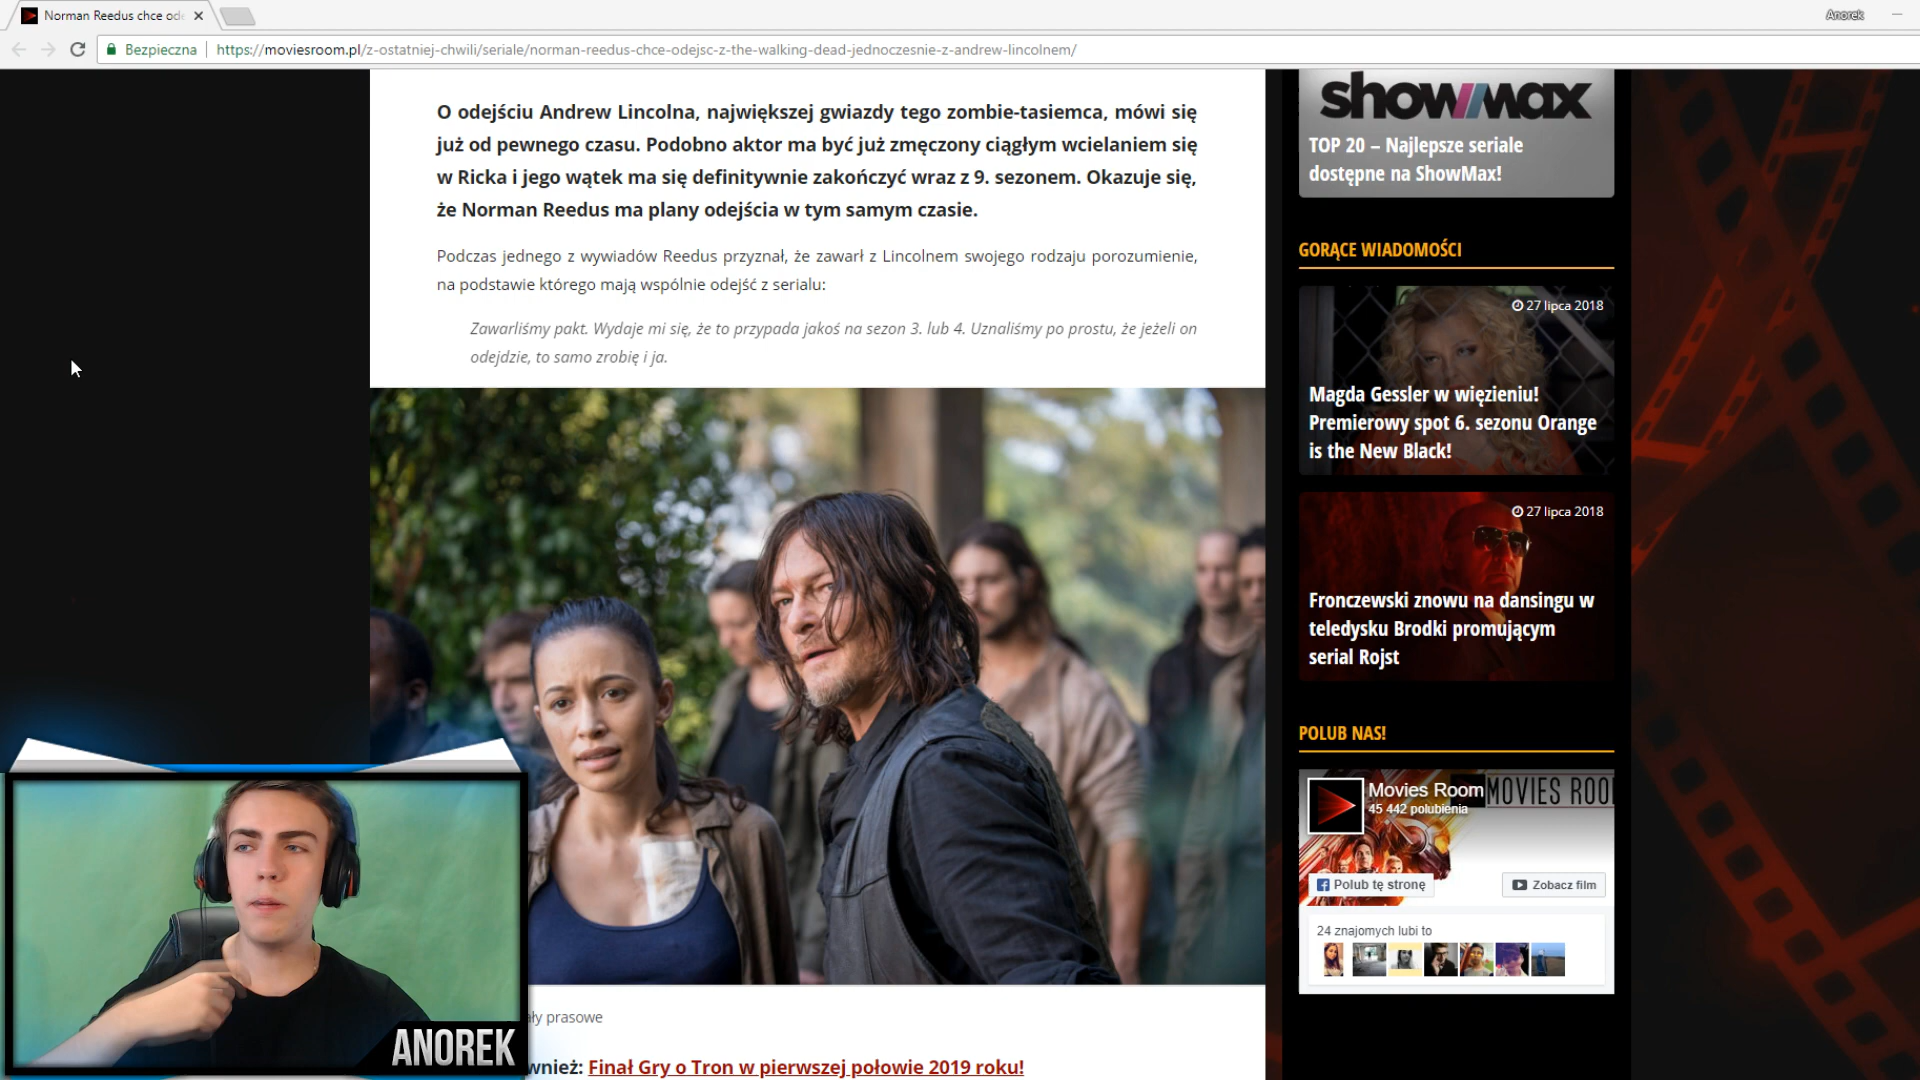 Norman Reedus chce ode
Anorek
Bezpieczna
https://moviesroom.pl/z-ostatniej-chwili/seriale/norman-reedus-chce-odejsc-z-the-walking-dead-jednoczesnie-z-andrew-lincolnem/
O odejściu Andrew Lincolna, największej gwiazdy tego zombie-tasiemca, mówi się
już od pewnego czasu. Podobno aktor ma być już zmęczony ciągłym wcielaniem się
w Ricka i jego wątek ma się definitywnie zakończyć wraz z 9. sezonem. Okazuje się,
że Norman Reedus ma plany odejścia w tym samym czasie.
Podczas jednego z wywiadów Reedus przyznał, że zawarł z Lincolnem swojego rodzaju porozumienie,
na podstawie którego mają wspólnie odejść z serialu:
Zawarliśmy pakt. Wydaje mi się, że to przypada jakoś na sezon 3. lub 4. Uznaliśmy po prostu, że jeżeli on
odejdzie, to samo zrobię i ja.
ały prasowe
wnież: Finał Gry o Tron w pierwszej połowie 2019 roku!
ANOREK
showmax
TOP 20 – Najlepsze seriale
dostępne na ShowMax!
GORĄCE WIADOMOŚCI
27 lipca 2018
Magda Gessler w więzieniu!
Premierowy spot 6. sezonu Orange
is the New Black!
27 lipca 2018
Fronczewski znowu na dansingu w
teledysku Brodki promującym
serial Rojst
POLUB NAS!
Movies Room
MOVIES ROO
45 442 polubienia
Polub tę stronę
Zobacz film
24 znajomych lubi to